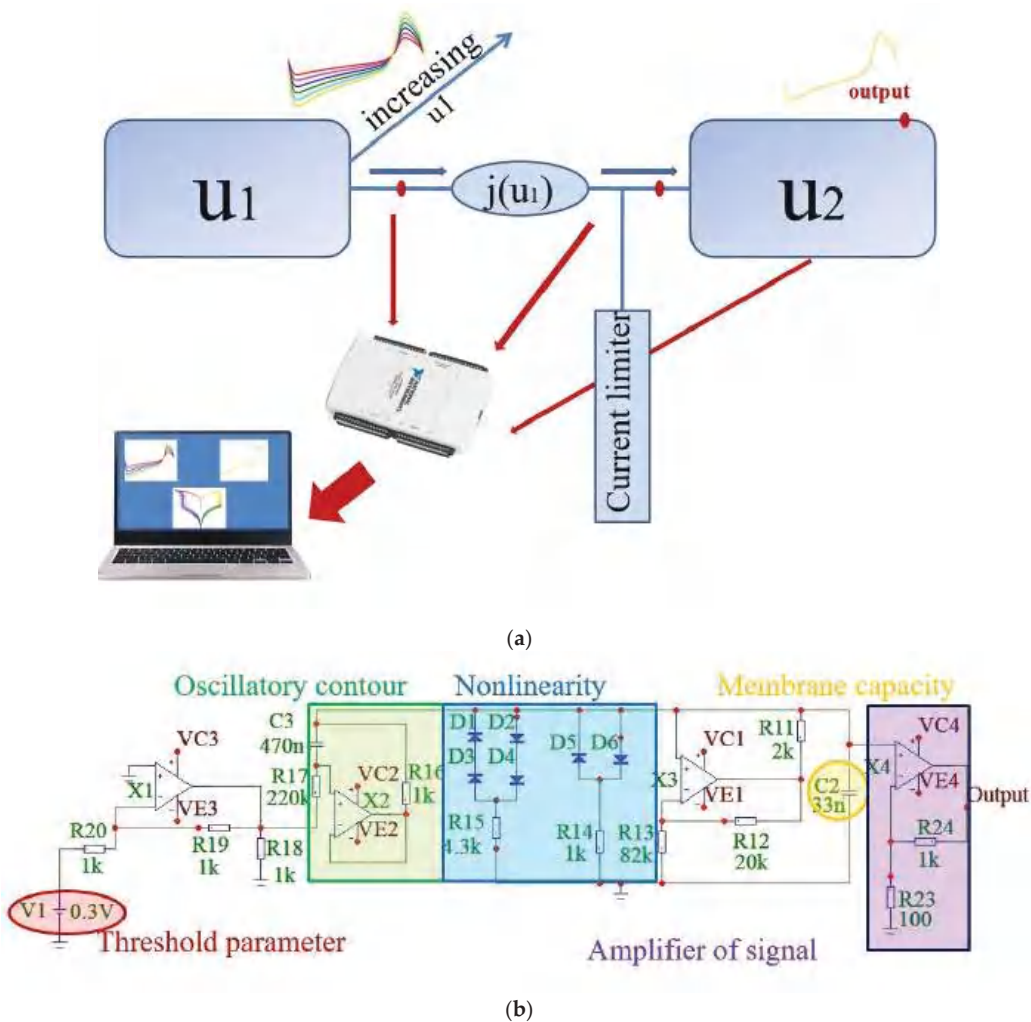 increasing
u1
output
u1
j(u1)
u2
Current limiter
NATIONAL INSTRUMENTS
(a)
Oscillatory contour
Nonlinearity
Membrane capacity
C3
470n
D1
D2
D3
D4
D5
D6
VC3
X1
VE3
R17
220k
VC2
X2
VE2
R16
1k
R15
4.3k
R14
1k
R13
82k
X3
VC1
VE1
R11
2k
R12
20k
C2
33n
X4
VC4
VE4
Output
R24
1k
R23
100
R20
1k
R19
1k
R18
1k
V1
0.3V
Threshold parameter
Amplifier of signal
(b)